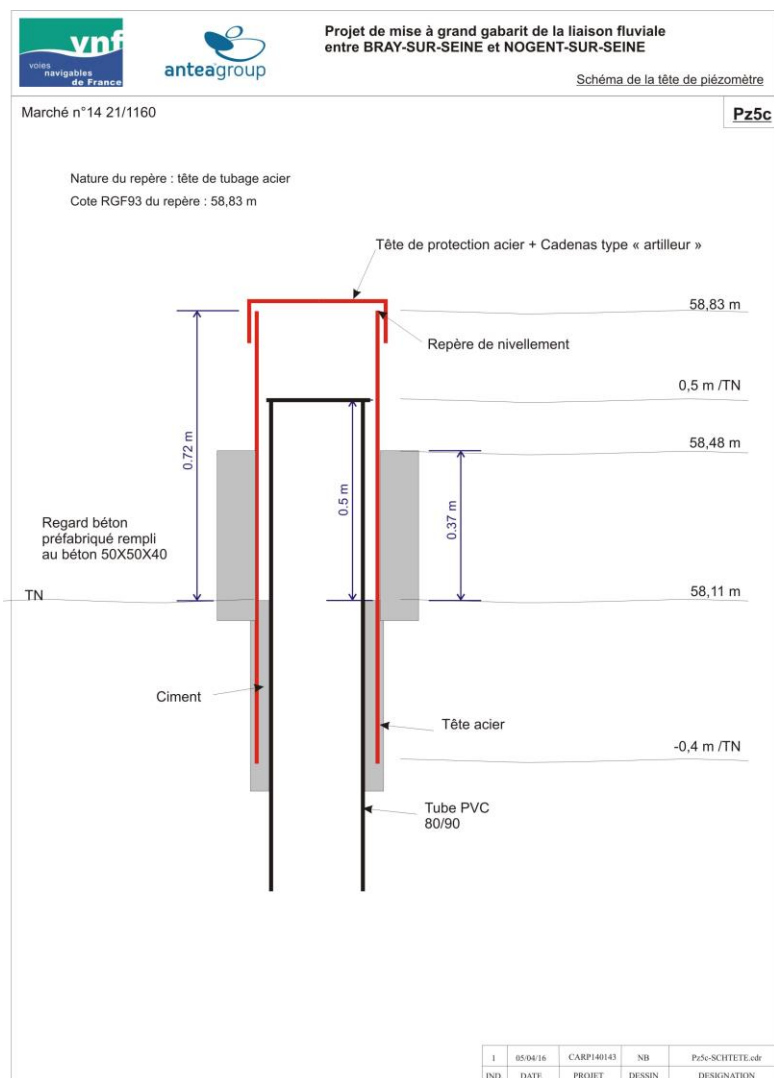 vnf
voies
navigables
de France
anteagroup
Projet de mise à grand gabarit de la liaison fluviale
entre BRAY-SUR-SEINE et NOGENT-SUR-SEINE
Schéma de la tête de piézomètre
Marché n°14 21/1160
Pz5c
Nature du repère : tête de tubage acier
Cote RGF93 du repère : 58,83 m
Tête de protection acier + Cadenas type « artilleur »
58,83 m
Repère de nivellement
0,5 m /TN
58,48 m
0.72 m
0.5 m
0.37 m
Regard béton
préfabriqué rempli
au béton 50X50X40
TN
58,11 m
Ciment
Tête acier
-0,4 m /TN
Tube PVC
80/90
1 05/04/16 CARP140143 NB Pz5c-SCHTETE.cdr
IND DATE PROJET DESSIN DESIGNATION